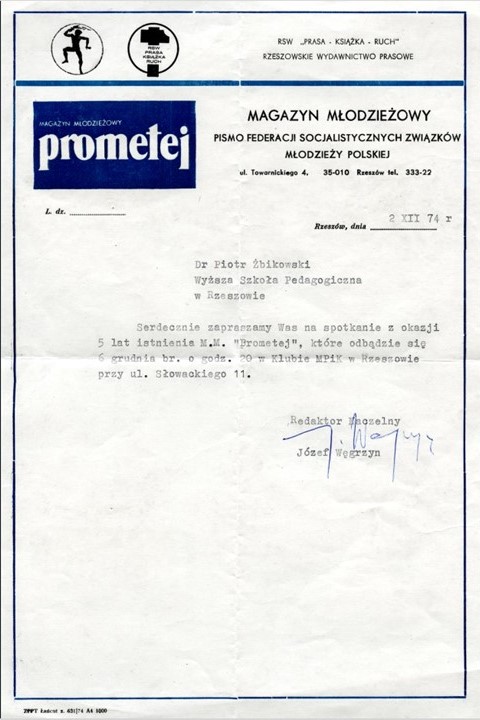 RSW
PRASA
KSIĄŻKA
RUCH
RSW „PRASA - KSIĄŻKA - RUCH"
RZESZOWSKIE WYDAWNICTWO PRASOWE
MAGAZYN MŁODZIEŻOWY
prometej
MAGAZYN MŁODZIEŻOWY
PISMO FEDERACJI SOCJALISTYCZNYCH ZWIĄZKÓW
MŁODZIEŻY POLSKIEJ
ul. Towarnickiego 4, 35-010 Rzeszów tel. 333-22
L. dz.
Rzeszów, dnia 2 XII 74 r
Dr Piotr Żbikowski
Wyższa Szkoła Pedagogiczna
w Rzeszowie
Serdecznie zapraszamy Was na spotkanie z okazji
5 lat istnienia M.M. "Prometej", które odbądzie się
6 grudnia br. o godz. 20 w Klubie MPiK w Rzeszowie
przy ul. Słowackiego 11.
Redaktor Naczelny
Józef Węgrzyn
A4 1000